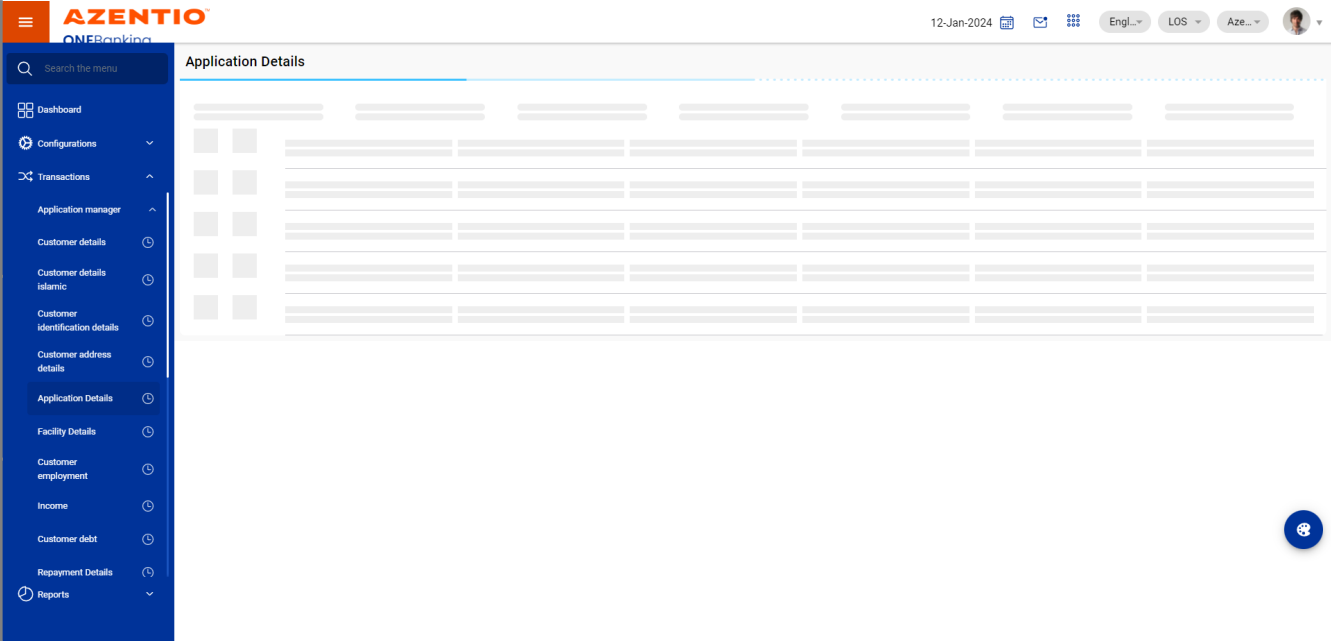 AZENTIO™
ONEBanking
12-Jan-2024
Engl...
LOS
Aze...
Search the menu
Dashboard
Configurations
Transactions
Application manager
Customer details
Customer details
islamic
Customer
identification details
Customer address
details
Application Details
Facility Details
Customer
employment
Income
Customer debt
Repayment Details
Reports
Application Details